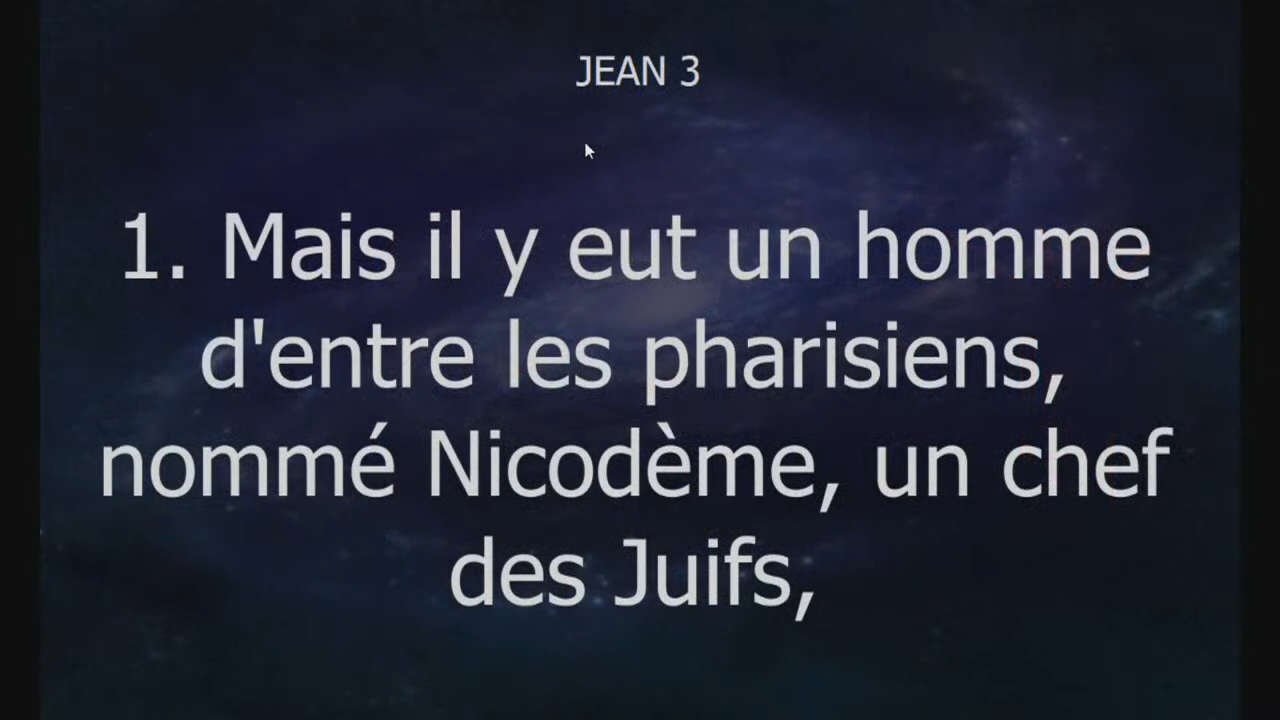 JEAN 3
1. Mais il y eut un homme
d'entre les pharisiens,
nommé Nicodème, un chef
des Juifs,